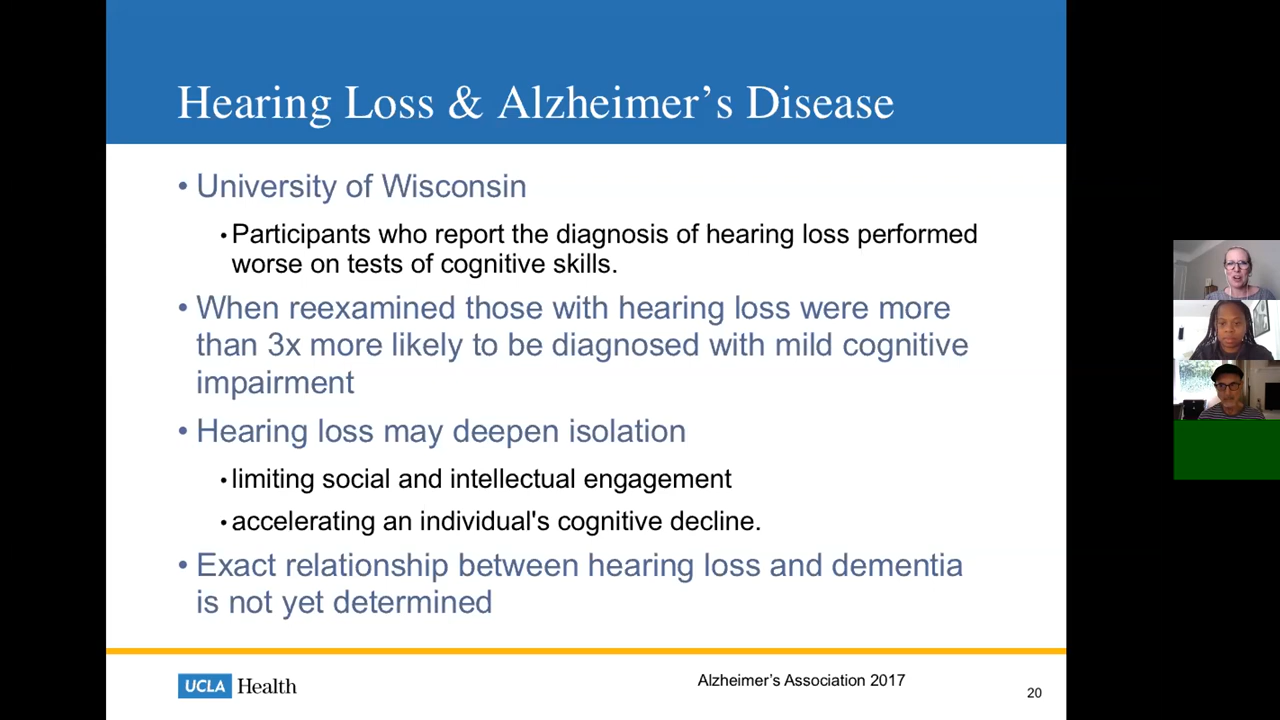 Hearing Loss & Alzheimer's Disease
• University of Wisconsin
• Participants who report the diagnosis of hearing loss performed
worse on tests of cognitive skills.
• When reexamined those with hearing loss were more
than 3x more likely to be diagnosed with mild cognitive
impairment
• Hearing loss may deepen isolation
• limiting social and intellectual engagement
• accelerating an individual's cognitive decline.
• Exact relationship between hearing loss and dementia
is not yet determined
UCLA Health
Alzheimer's Association 2017
20